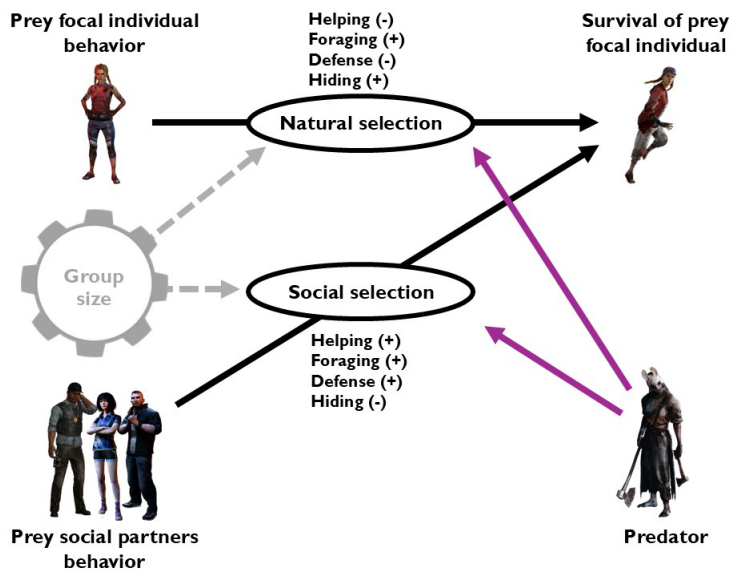 Prey focal individual
behavior
Helping (-)
Foraging (+)
Defense (-)
Hiding (+)
Survival of prey
focal individual
Natural selection
Group
size
Social selection
Helping (+)
Foraging (+)
Defense (+)
Hiding (-)
Prey social partners
behavior
Predator